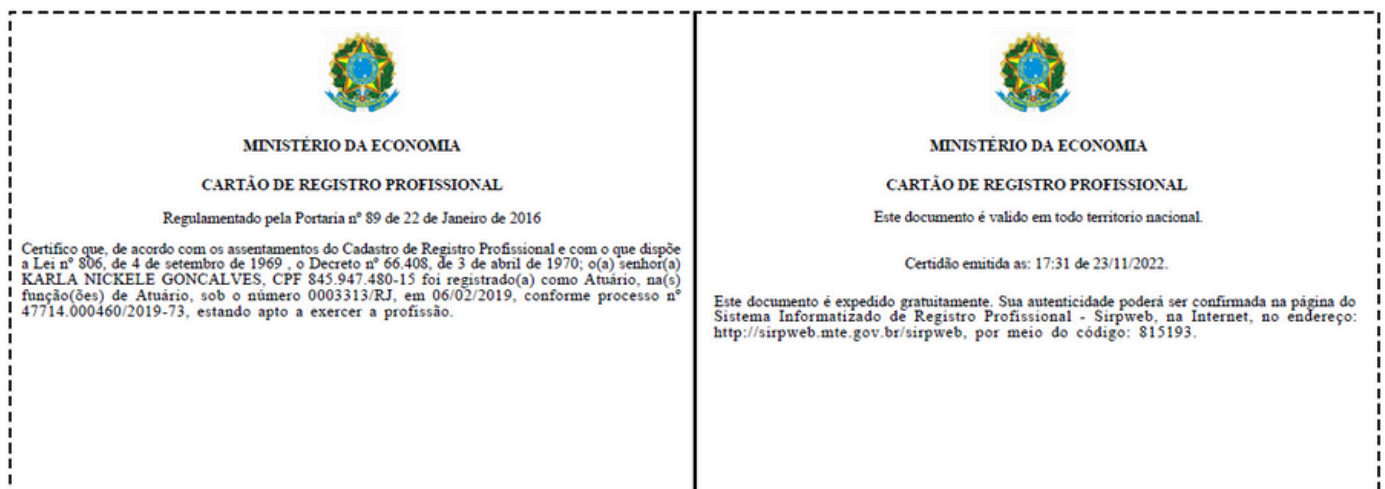 MINISTÉRIO DA ECONOMIA
CARTÃO DE REGISTRO PROFISSIONAL
Regulamentado pela Portaria nº 89 de 22 de Janeiro de 2016
Certifico que, de acordo com os assentamentos do Cadastro de Registro Profissional e com o que dispõe
a Lei nº 806, de 4 de setembro de 1969 , o Decreto nº 66.408, de 3 de abril de 1970; o(a) senhor(a)
KARLA NICKELE GONCALVES, CPF 845.947.480-15 foi registrado(a) como Atuário, na(s)
função(ões) de Atuário, sob o número 0003313/RJ, em 06/02/2019, conforme processo nº
47714.000460/2019-73, estando apto a exercer a profissão.
MINISTÉRIO DA ECONOMIA
CARTÃO DE REGISTRO PROFISSIONAL
Este documento é valido em todo territorio nacional.
Certidão emitida as: 17:31 de 23/11/2022.
Este documento é expedido gratuitamente. Sua autenticidade poderá ser confirmada na página do
Sistema Informatizado de Registro Profissional - Sirpweb, na Internet, no endereço:
http://sirpweb.mte.gov.br/sirpweb, por meio do código: 815193.